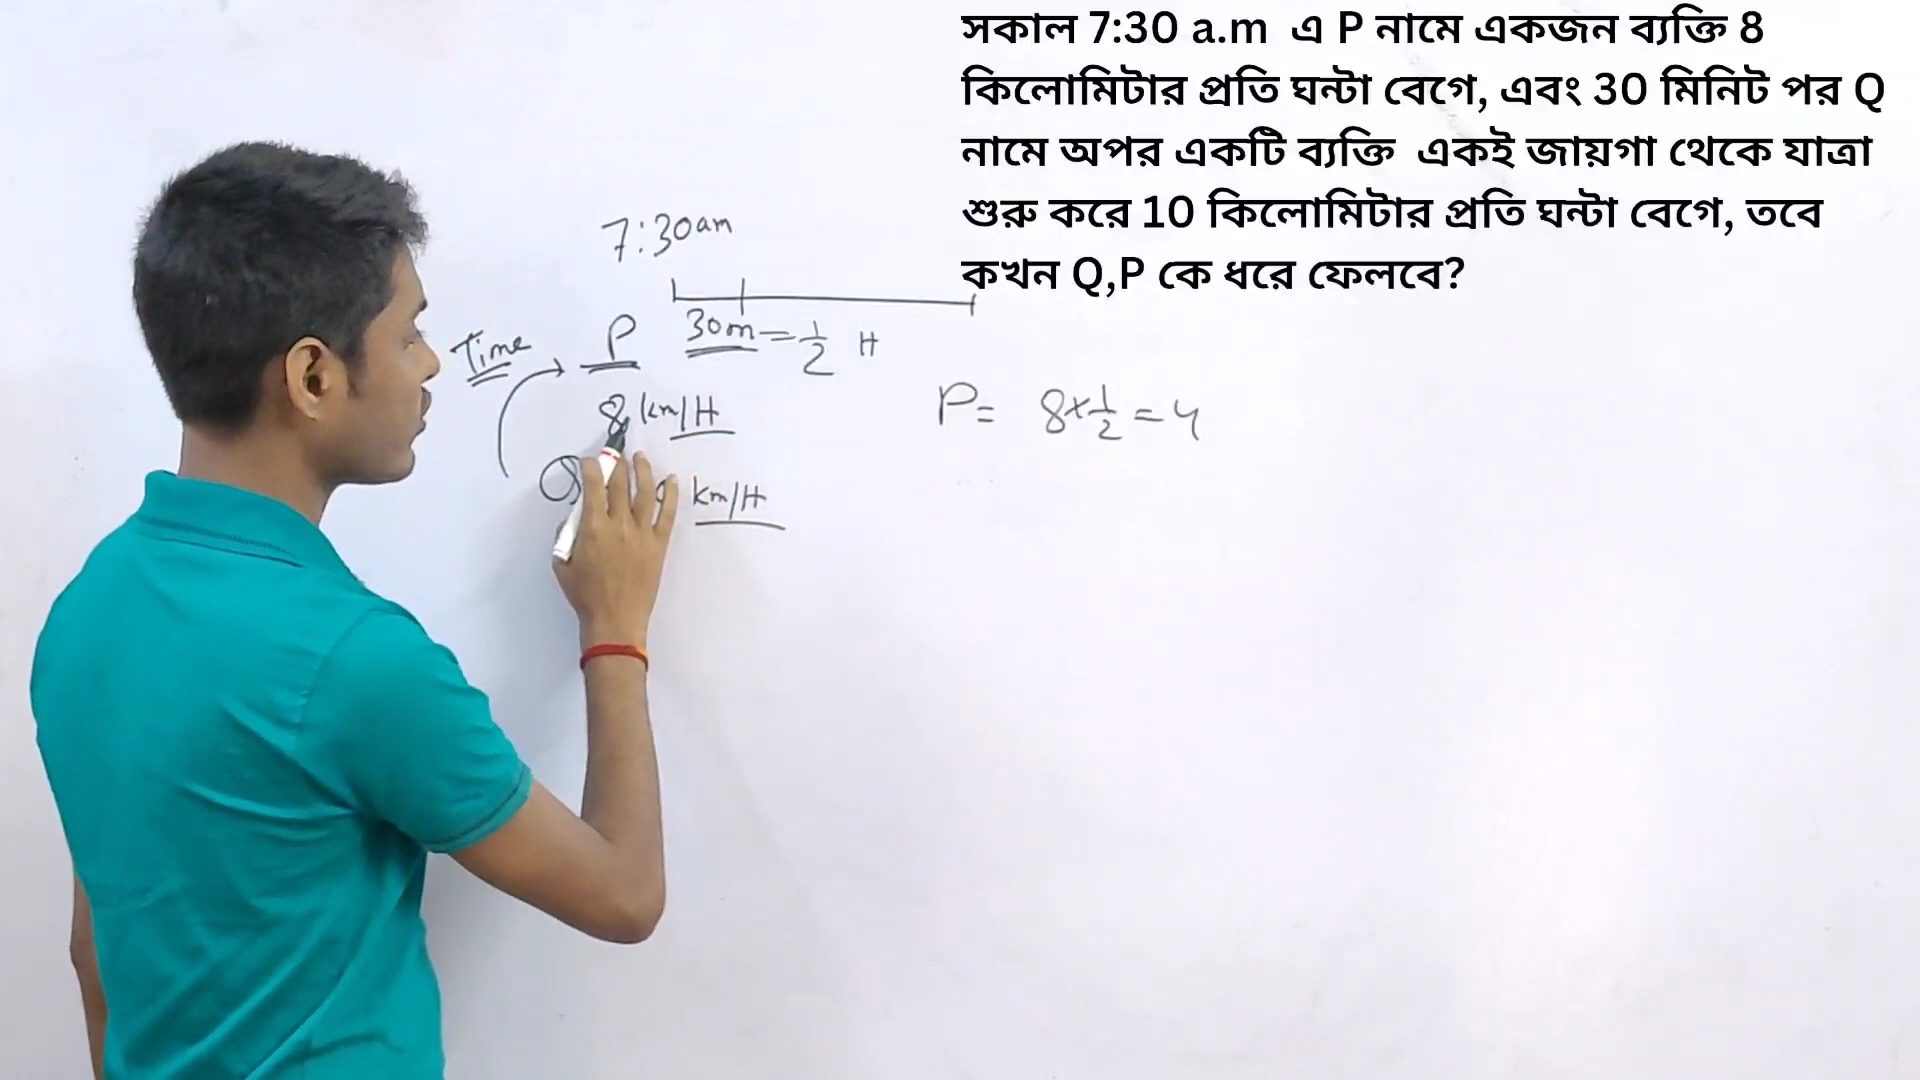 সকাল 7:30 a.m এ P নামে একজন ব্যক্তি 8
কিলোমিটার প্রতি ঘন্টা বেগে, এবং 30 মিনিট পর Q
নামে অপর একটি ব্যক্তি একই জায়গা থেকে যাত্রা
শুরু করে 10 কিলোমিটার প্রতি ঘন্টা বেগে, তবে
কখন Q,P কে ধরে ফেলবে?
7:30am
Time P 30m = 1/2 H
8 km/H P = 8×1/2 = 4
Q km/H